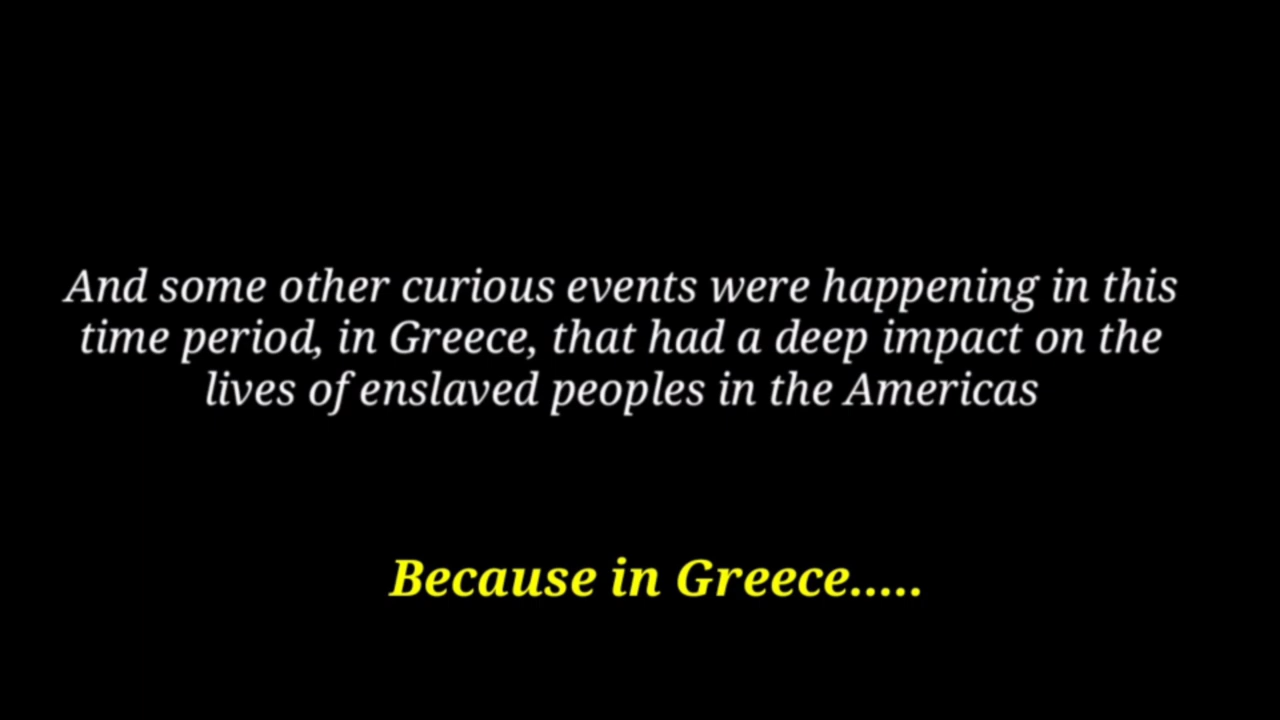 And some other curious events were happening in this
time period, in Greece, that had a deep impact on the
lives of enslaved peoples in the Americas
Because in Greece.....